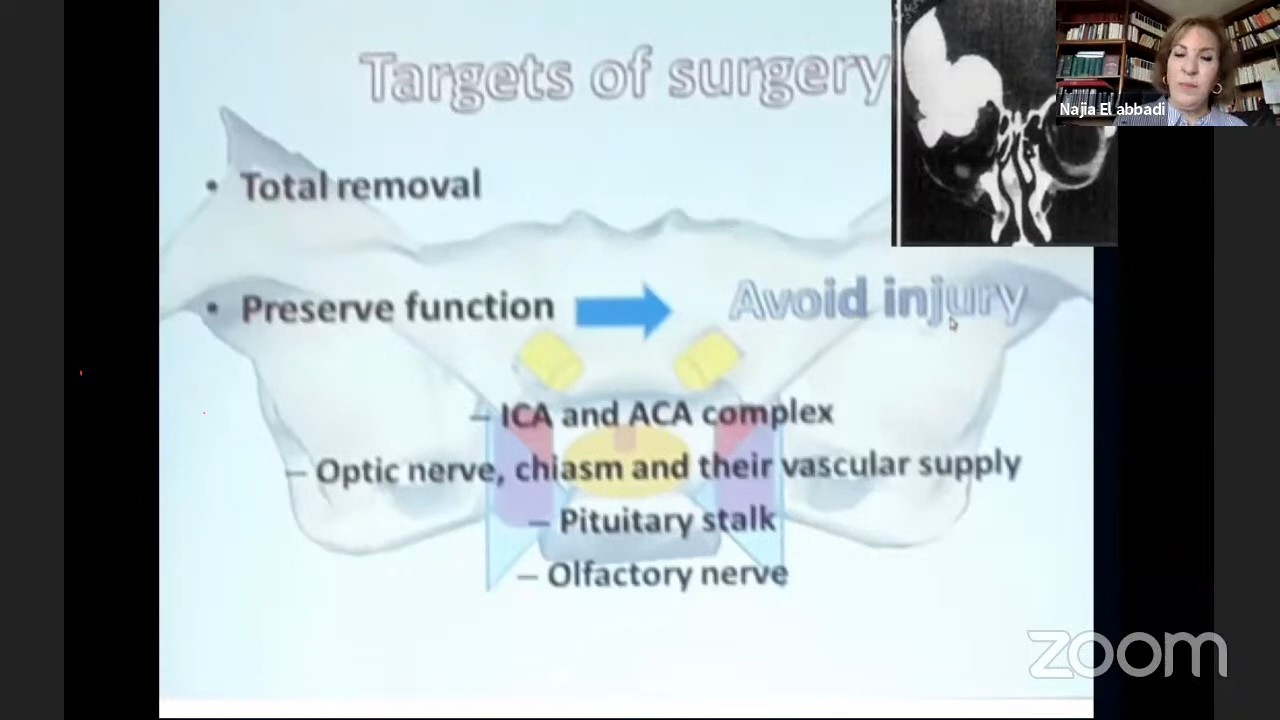 Targets of surgery
Najia El abbadi
• Total removal
• Preserve function
Avoid injury
– ICA and ACA complex
– Optic nerve, chiasm and their vascular supply
– Pituitary stalk
– Olfactory nerve
zoom